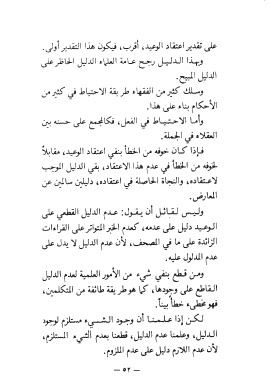 على تقدير اعتقاد الوعيد، أقرب، فيكون هذا التقدير أولى.
وبهذا الدليل رجح عامة العلماء الدليل الحاظر على
الدليل المبيح.
وسلك كثير من الفقهاء طريقة الاحتياط في كثير من
الأحكام بناء على هذا.
وأما الاحتياط في الفعل، فكالمجمع على حسنه بين
العقلاء في الجملة.
فإذا كان خوفه من الخطأ بنفي اعتقاد الوعيد، مقابلاً
لخوفه من الخطأ في عدم هذا الاعتقاد، بقي الدليل الموجب
لاعتقاده، والنجاة الحاصلة في اعتقاده، دليلين سالمين عن
المعارض.
وليس لقائل أن يقول: عدم الدليل القطعي على
الوعيد دليل على عدمه، كعدم الخبر المتواتر على القراءات
الزائدة على ما في المصحف، لأن عدم الدليل لا يدل على
عدم المدلول عليه.
ومن قطع بنفي شيء من الأمور العلمية لعدم الدليل
القاطع على وجودها، كما هو طريقة طائفة من المتكلمين،
فهو مخطىء خطأ بيناً.
لكن إذا علمنا أن وجود الشيء مستلزم لوجود
الدليل، وعلمنا عدم الدليل، قطعنا بعدم الشيء المستلزم،
لأن عدم اللازم دليل على عدم الملزوم.
— ٥٢ —